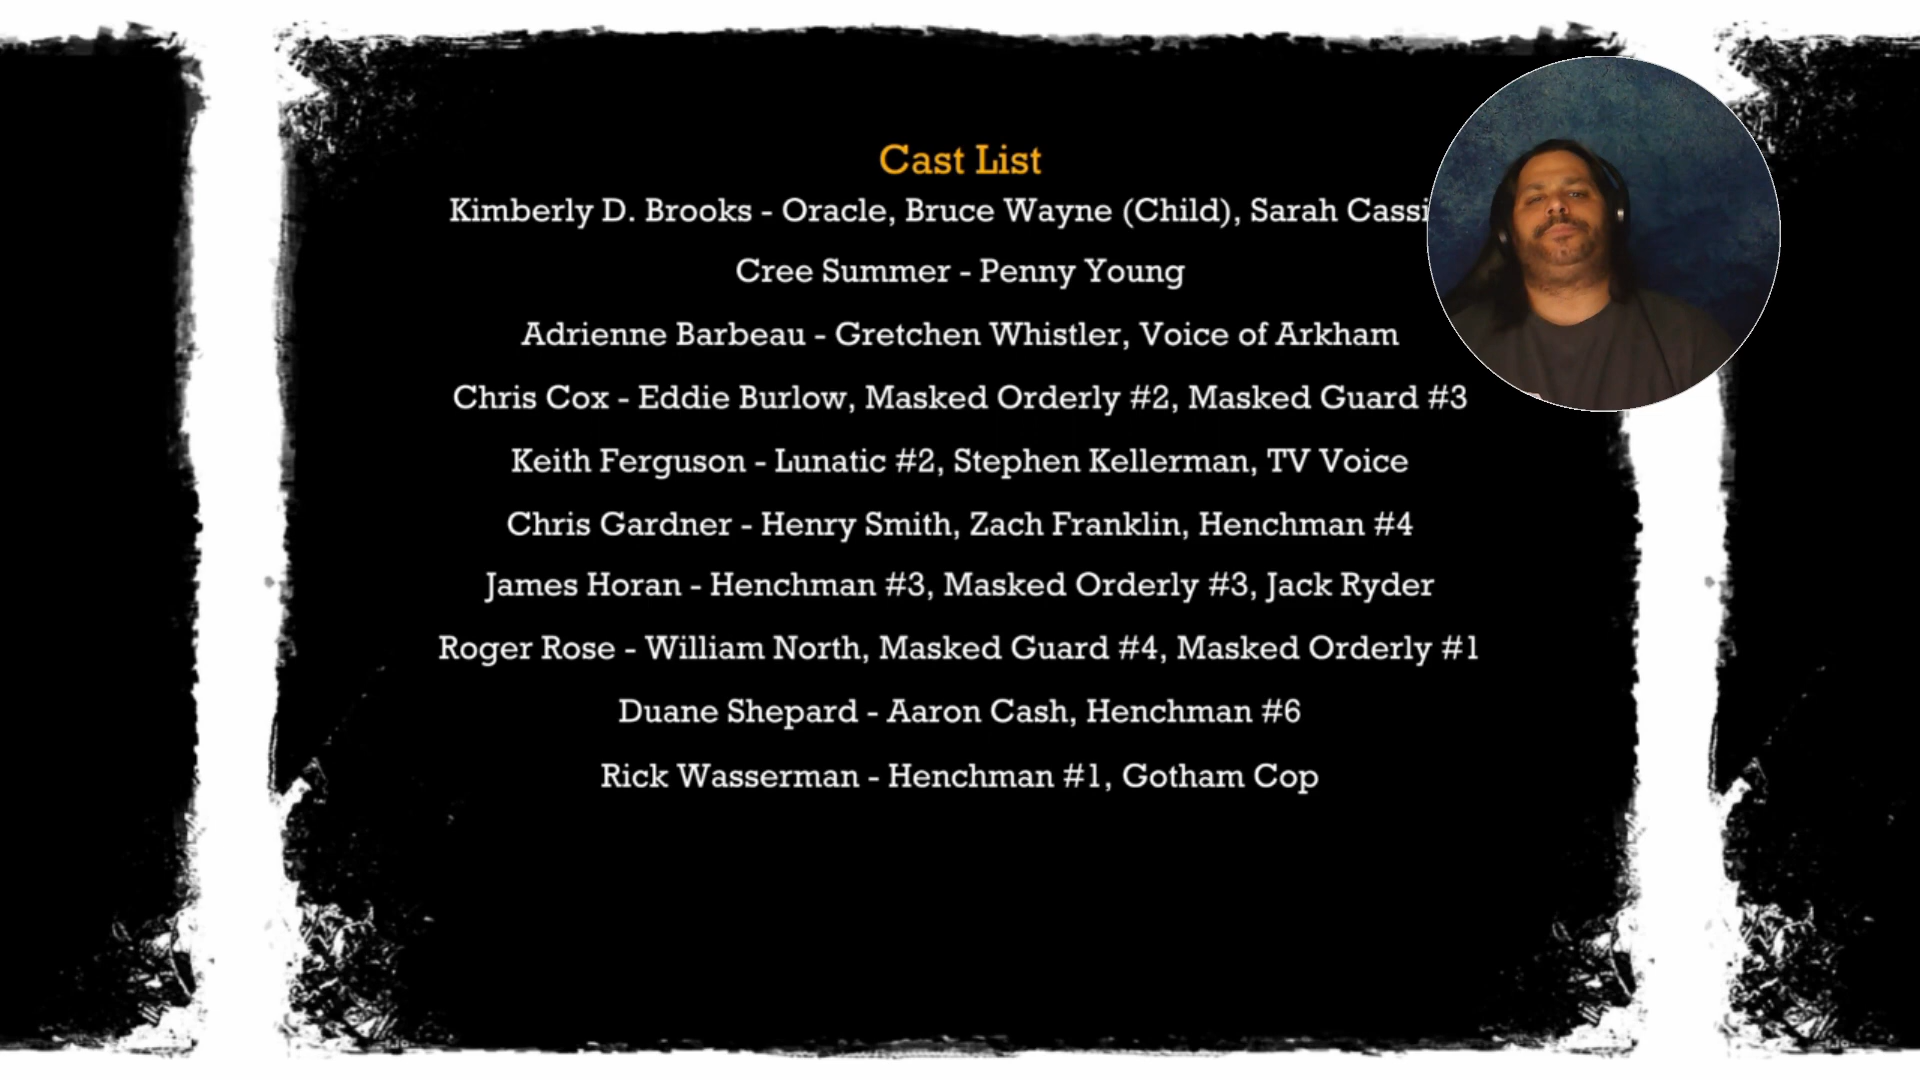 Cast List
Kimberly D. Brooks - Oracle, Bruce Wayne (Child), Sarah
Cree Summer - Penny Young
Adrienne Barbeau - Gretchen Whistler, Voice of Arkham
Chris Cox - Eddie Burlow, Masked Orderly #2, Masked Guard #3
Keith Ferguson - Lunatic #2, Stephen Kellerman, TV Voice
Chris Gardner - Henry Smith, Zach Franklin, Henchman #4
James Horan - Henchman #3, Masked Orderly #3, Jack Ryder
Roger Rose - William North, Masked Guard #4, Masked Orderly #1
Duane Shepard - Aaron Cash, Henchman #6
Rick Wasserman - Henchman #1, Gotham Cop